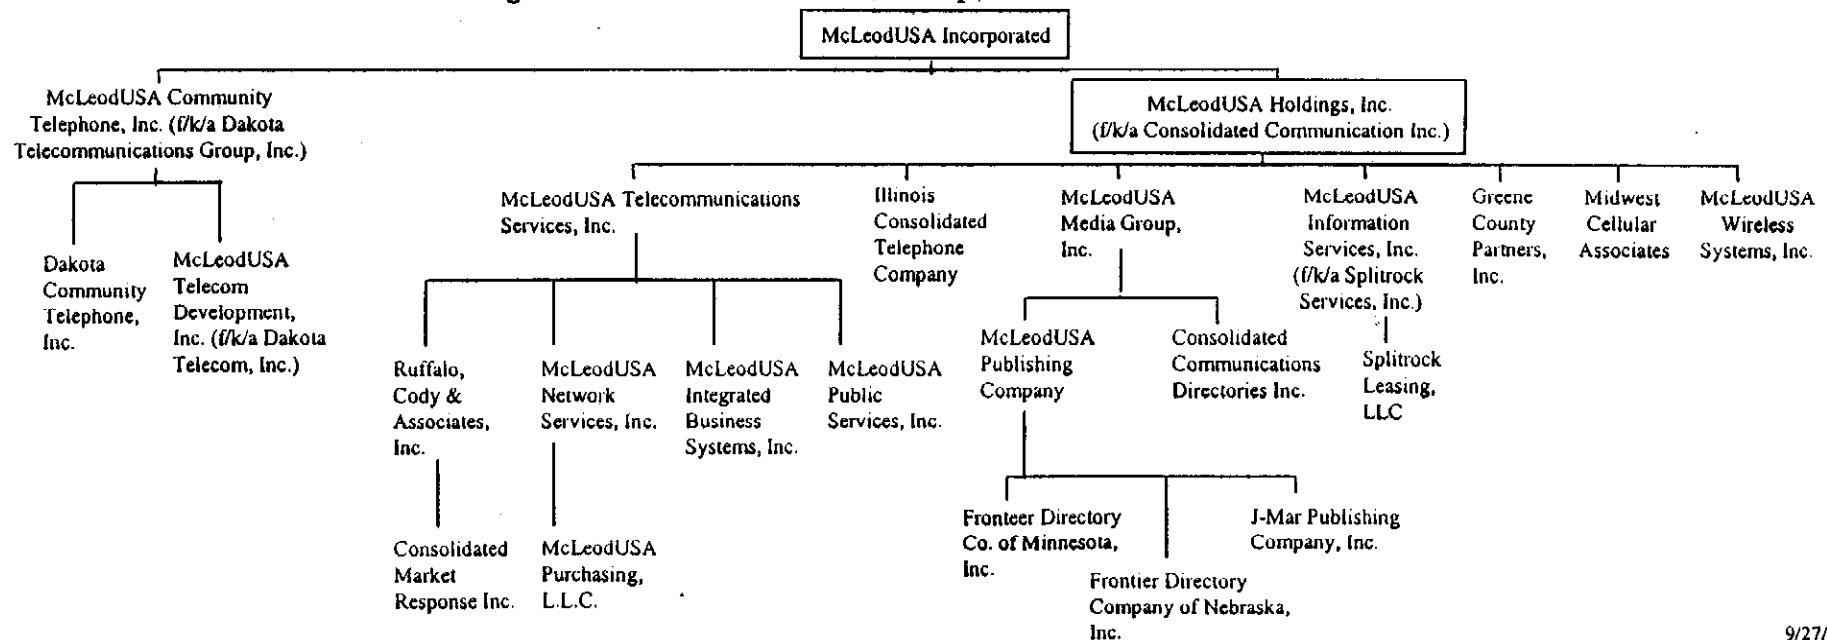 McLeodUSA Incorporated
McLeodUSA Community
Telephone, Inc. (f/k/a Dakota
Telecommunications Group, Inc.)
McLeodUSA Holdings, Inc.
(f/k/a Consolidated Communication Inc.)
Dakota
Community
Telephone,
Inc.
McLeodUSA
Telecom
Development,
Inc. (f/k/a Dakota
Telecom, Inc.)
McLeodUSA Telecommunications
Services, Inc.
Illinois
Consolidated
Telephone
Company
McLeodUSA
Media Group,
Inc.
McLeodUSA
Information
Services, Inc.
(f/k/a Splitrock
Services, Inc.)
Greene
County
Partners,
Inc.
Midwest
Cellular
Associates
McLeodUSA
Wireless
Systems, Inc.
Ruffalo,
Cody &
Associates,
Inc.
McLeodUSA
Network
Services, Inc.
McLeodUSA
Integrated
Business
Systems, Inc.
McLeodUSA
Public
Services, Inc.
McLeodUSA
Publishing
Company
Consolidated
Communications
Directories Inc.
Splitrock
Leasing,
LLC
Consolidated
Market
Response Inc.
McLeodUSA
Purchasing,
L.L.C.
Fronteer Directory
Co. of Minnesota,
Inc.
Frontier Directory
Company of Nebraska,
Inc.
J-Mar Publishing
Company, Inc.
9/27/